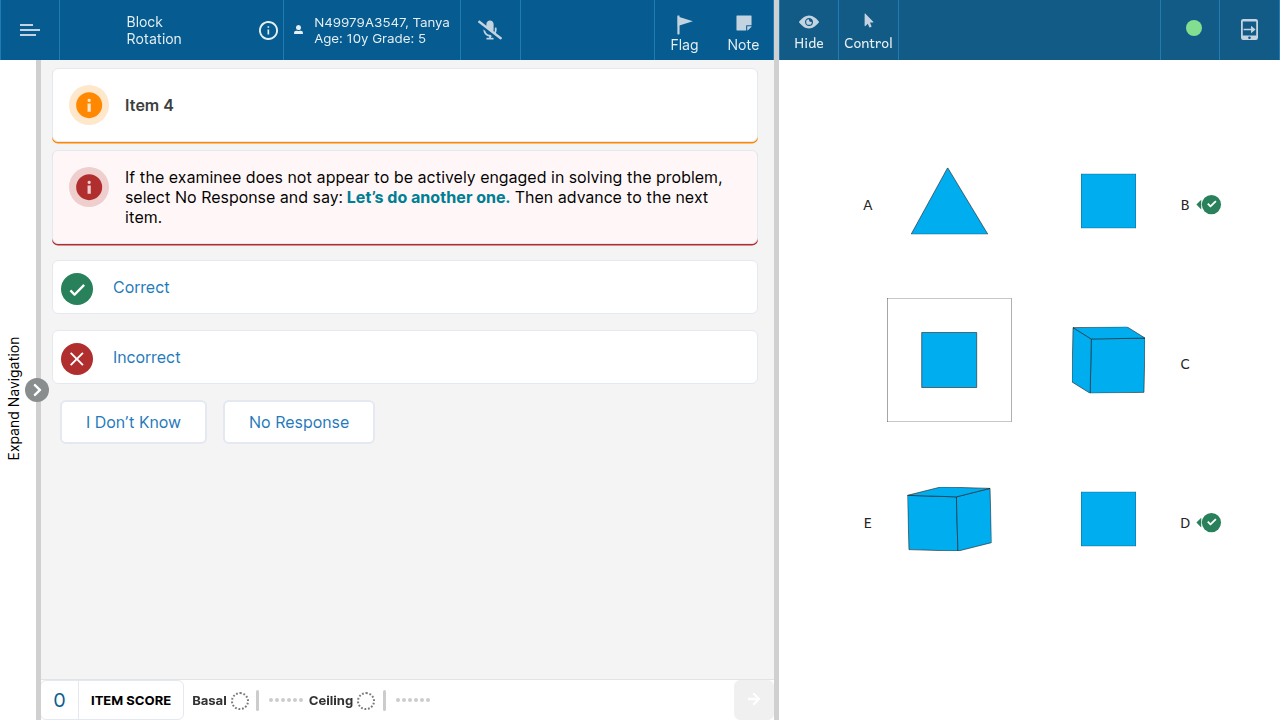 Block
Rotation
N49979A3547, Tanya
Age: 10y Grade: 5
Flag
Note
Hide
Control
Expand Navigation
Item 4
If the examinee does not appear to be actively engaged in solving the problem,
select No Response and say: Let’s do another one. Then advance to the next
item.
Correct
Incorrect
I Don’t Know
No Response
0
ITEM SCORE
Basal
Ceiling
A
B
C
E
D